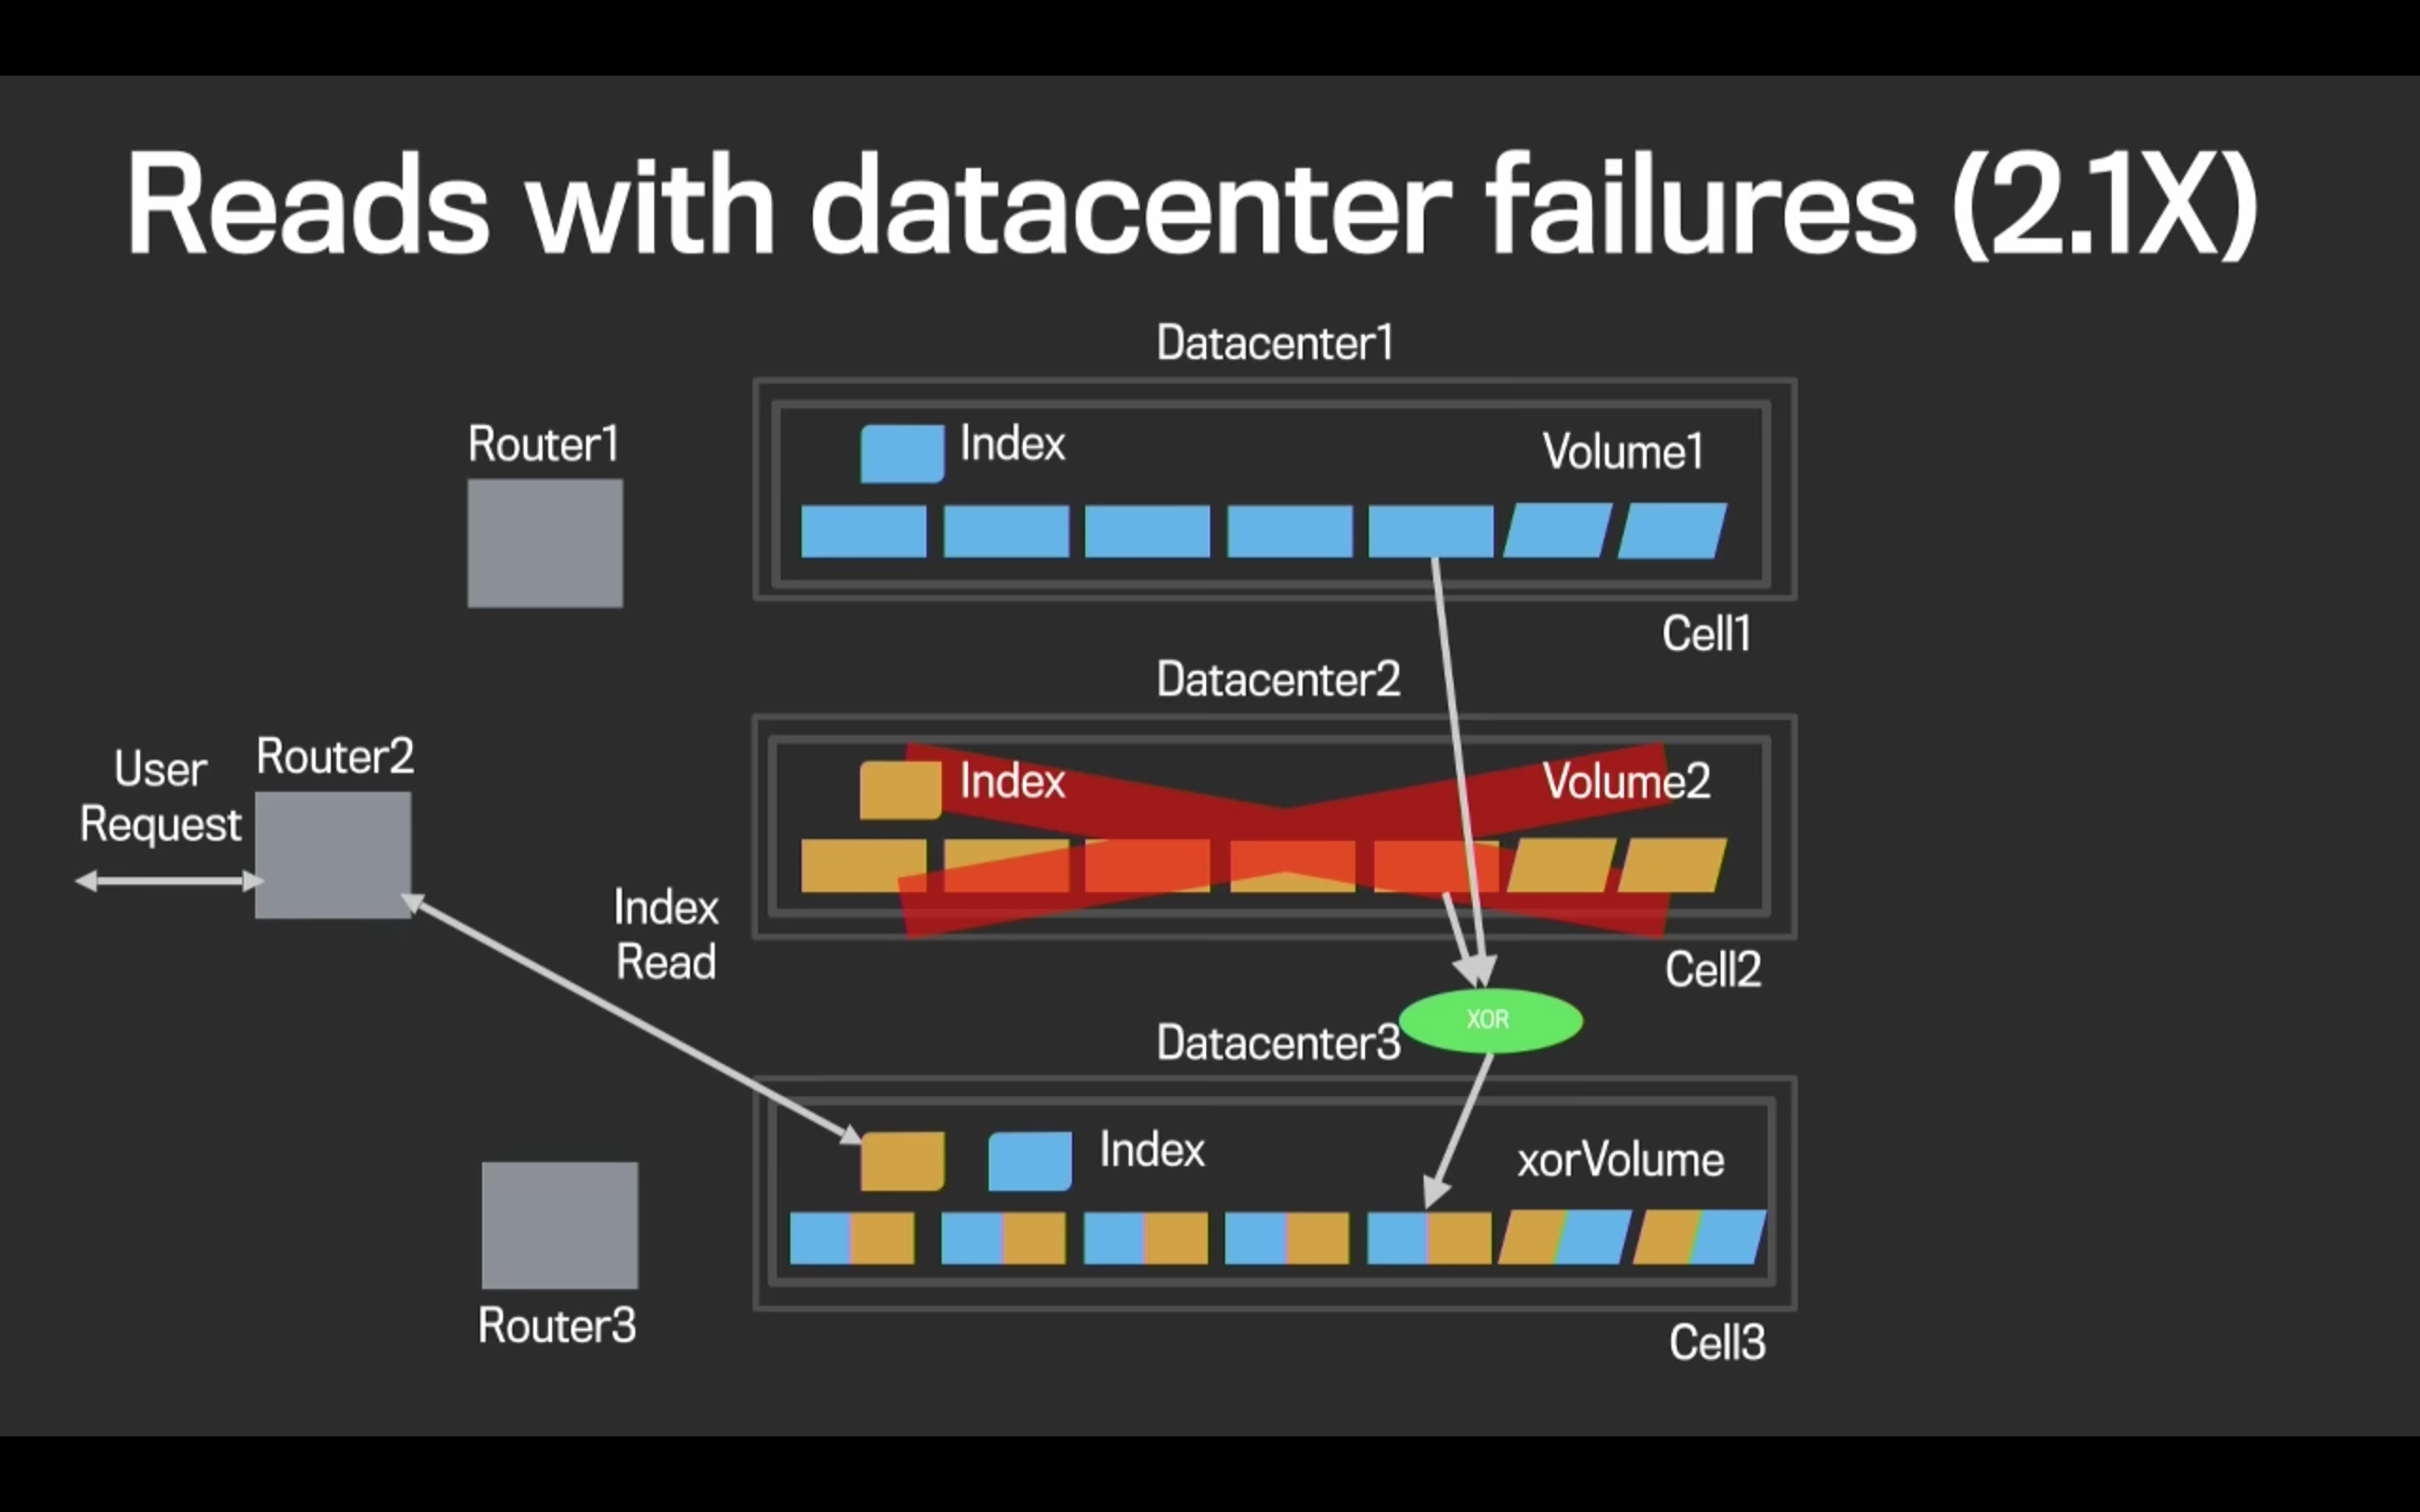 Reads with datacenter failures (2.1X)
Datacenter1
Router1
Index
Volume1
Cell1
Datacenter2
User
Request
Router2
Index
Volume2
Index
Read
Cell2
XOR
Datacenter3
Index
xorVolume
Router3
Cell3